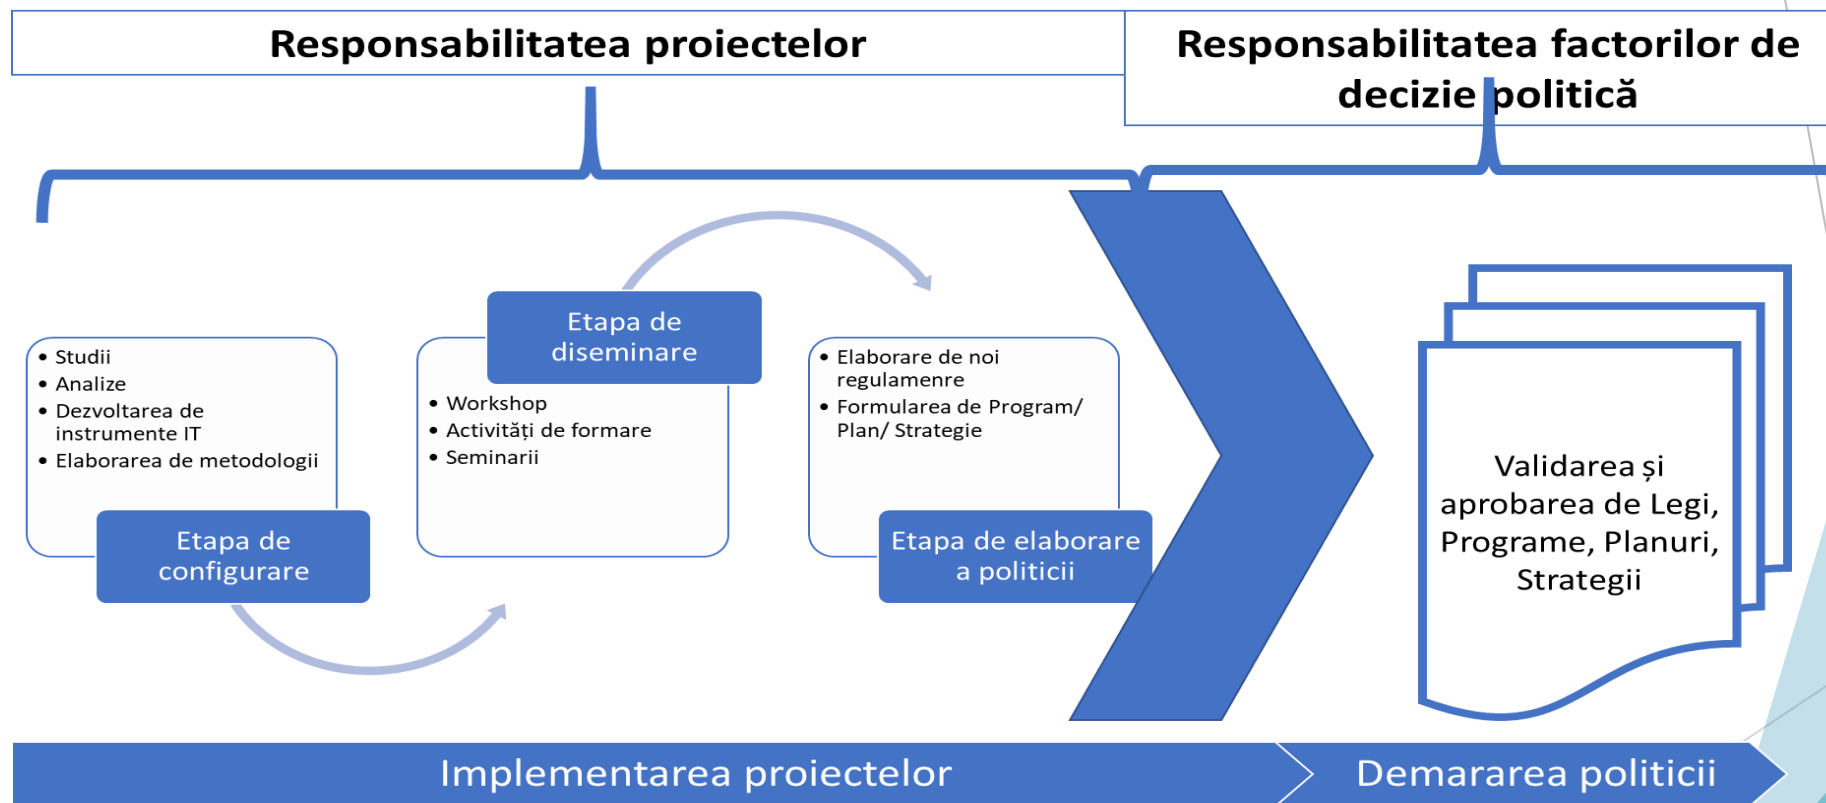 Responsabilitatea proiectelor
Responsabilitatea factorilor de
decizie politică
• Studii
• Analize
• Dezvoltarea de
instrumente IT
• Elaborarea de metodologii
Etapa de
configurare
Etapa de
diseminare
• Workshop
• Activități de formare
• Seminarii
• Elaborare de noi
regulamenre
• Formularea de Program/
Plan/ Strategie
Etapa de elaborare
a politicii
Validarea și
aprobarea de Legi,
Programe, Planuri,
Strategii
Implementarea proiectelor
Demararea politicii